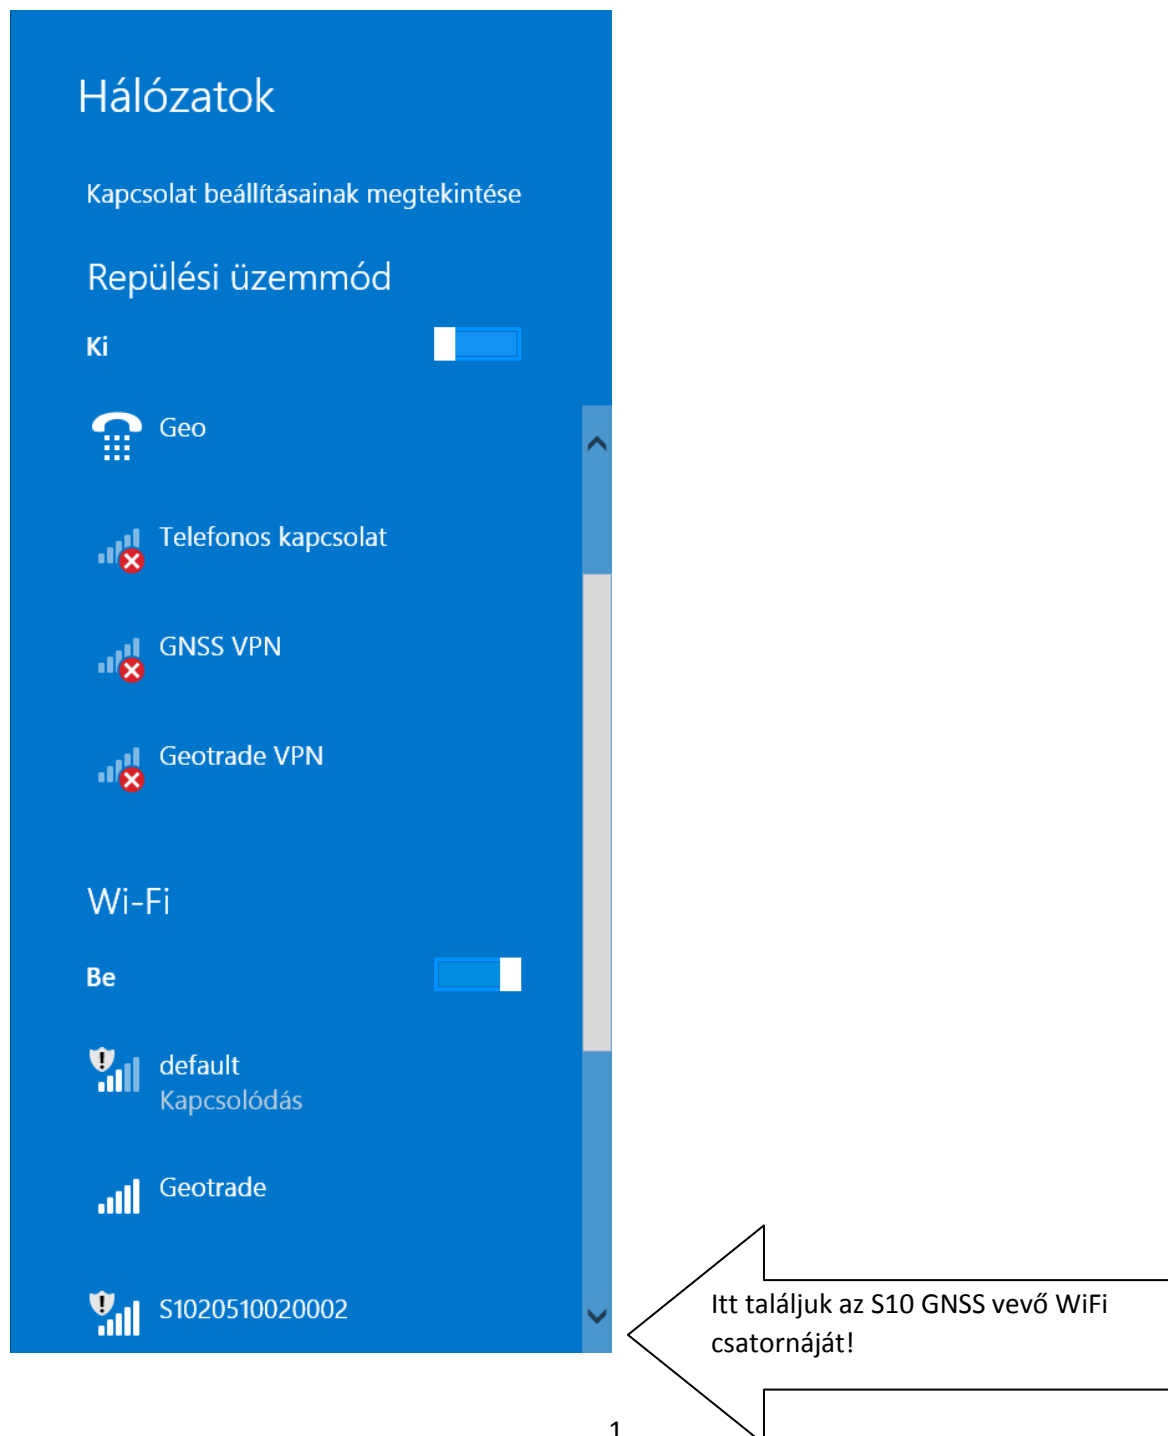 Hálózatok
Kapcsolat beállításainak megtekintése
Repülési üzemmód
Ki
Geo
Telefonos kapcsolat
GNSS VPN
Geotrade VPN
Wi-Fi
Be
default
Kapcsolódás
Geotrade
S1020510020002
Itt találjuk az S10 GNSS vevő WiFi
csatornáját!
1